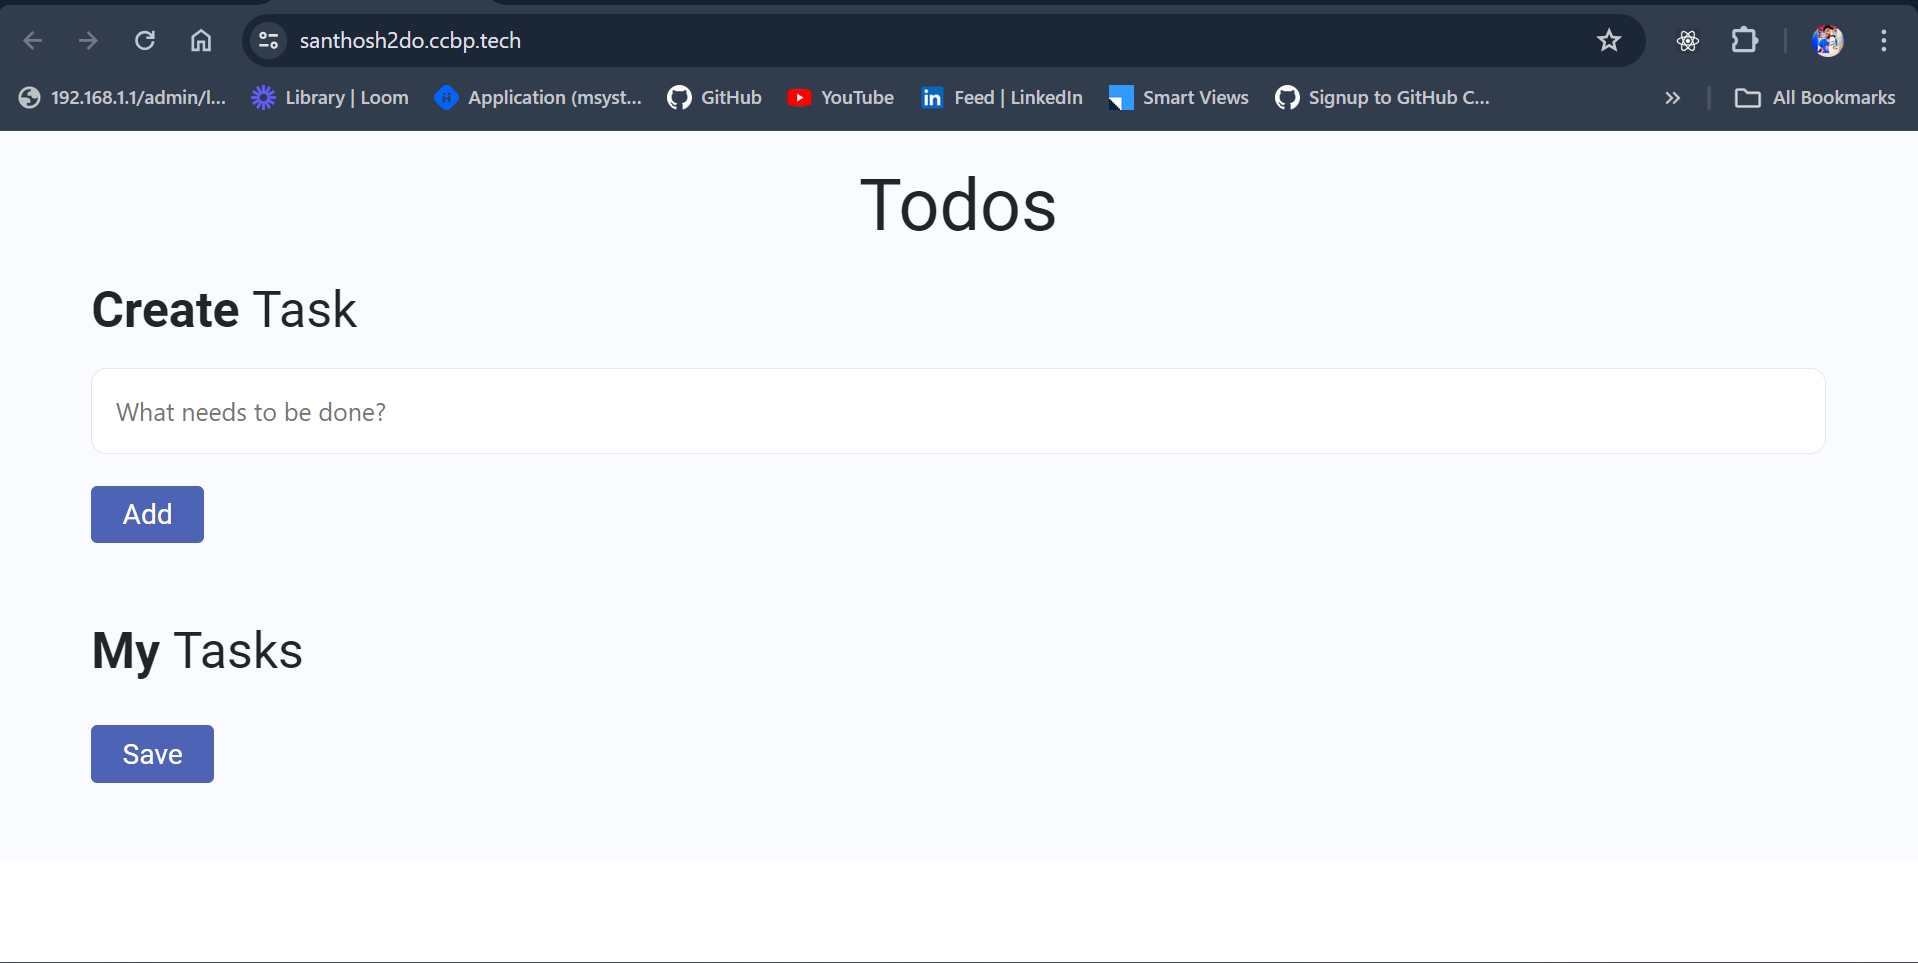 santhosh2do.ccbp.tech
192.168.1.1/admin/l... Library | Loom Application (msyst... GitHub YouTube Feed | LinkedIn Smart Views Signup to GitHub C... » All Bookmarks
Todos
Create Task
What needs to be done?
Add
My Tasks
Save